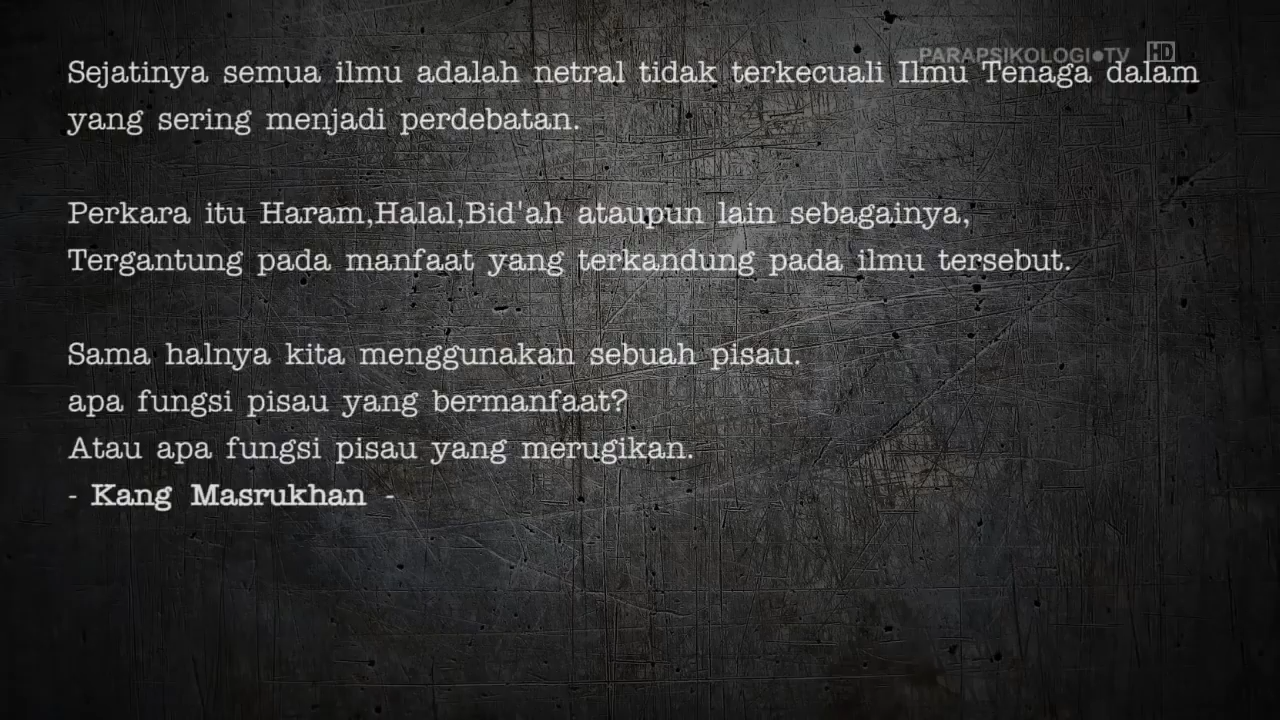 PARAPSIKOLOGI•TV HD
Sejatinya semua ilmu adalah netral tidak terkecuali Ilmu Tenaga dalam
yang sering menjadi perdebatan.
Perkara itu Haram,Halal,Bid'ah ataupun lain sebagainya,
Tergantung pada manfaat yang terkandung pada ilmu tersebut.
Sama halnya kita menggunakan sebuah pisau.
apa fungsi pisau yang bermanfaat?
Atau apa fungsi pisau yang merugikan.
- Kang Masrukhan -